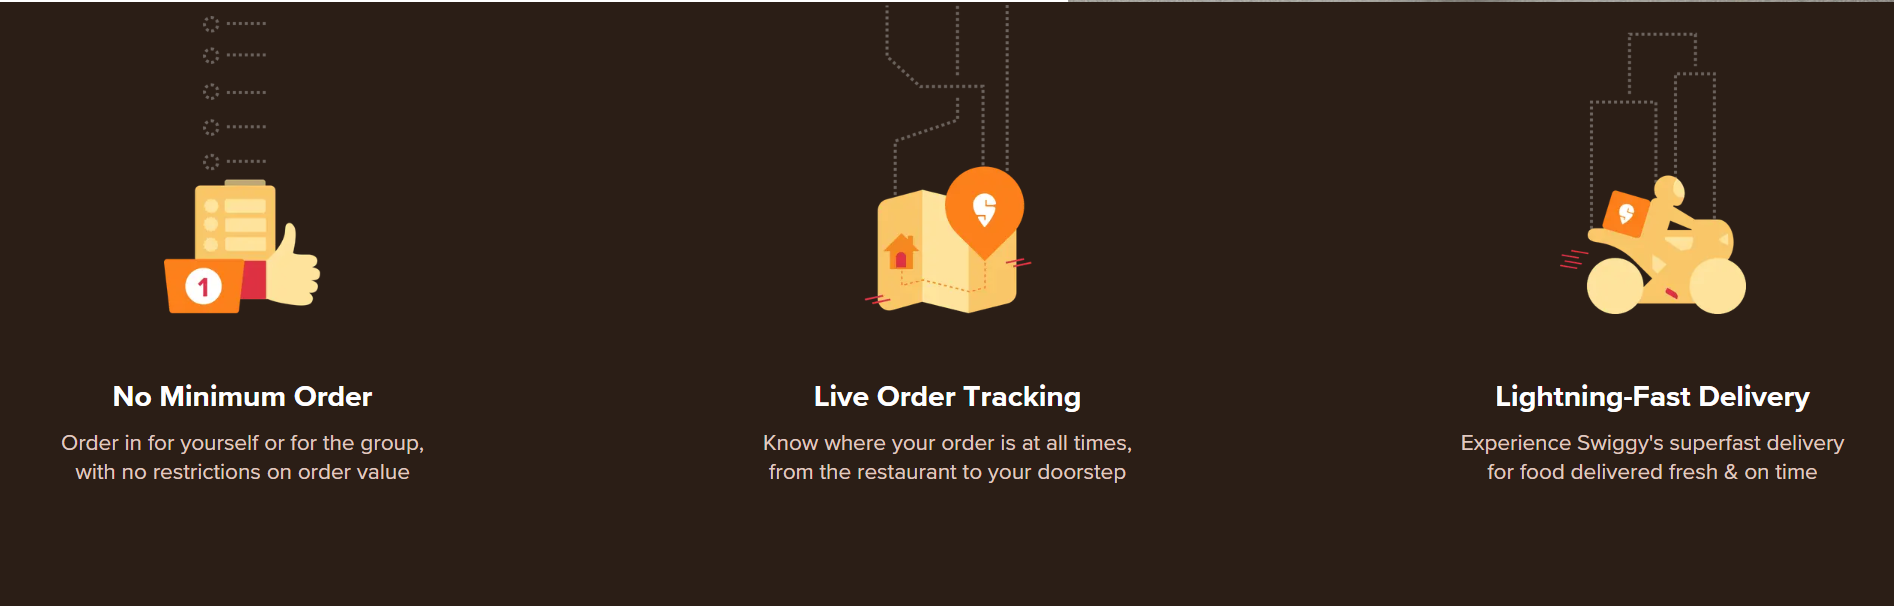 1
No Minimum Order
Order in for yourself or for the group,
with no restrictions on order value
Live Order Tracking
Know where your order is at all times,
from the restaurant to your doorstep
Lightning-Fast Delivery
Experience Swiggy's superfast delivery
for food delivered fresh & on time